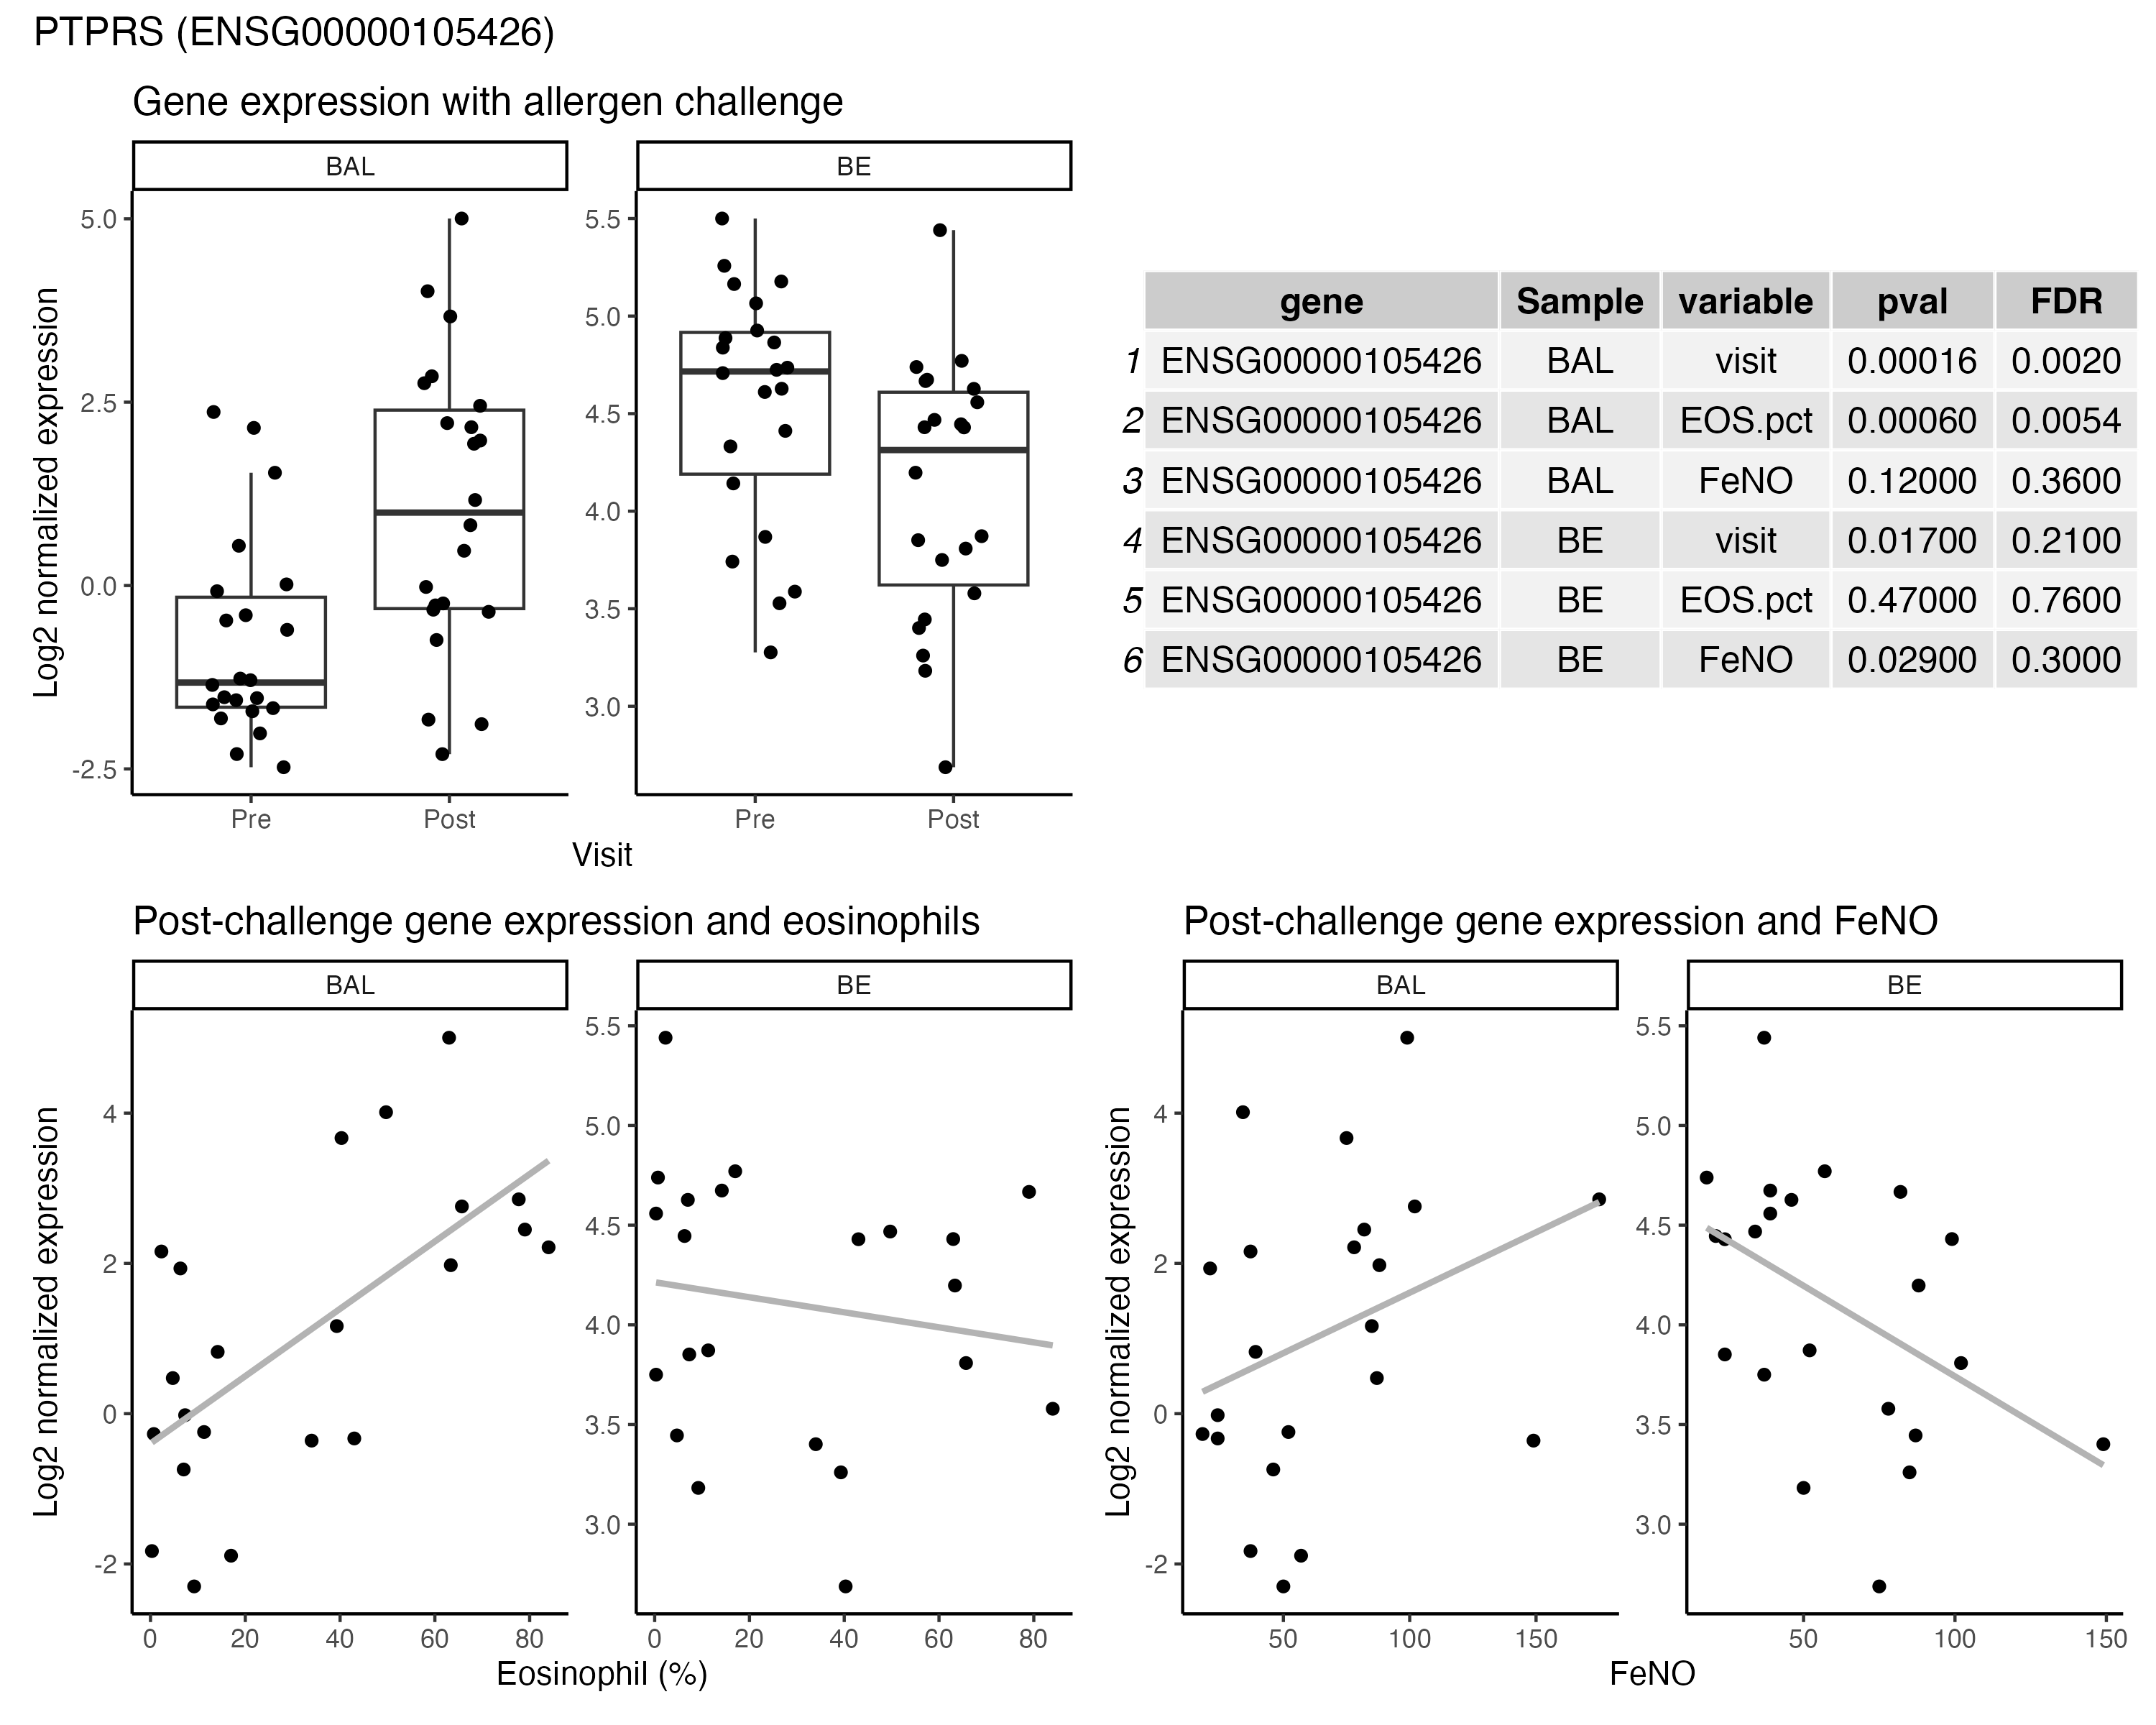 PTPRS (ENSG00000105426)
Gene expression with allergen challenge
BAL
BE
Log2 normalized expression
5.0
2.5
0.0
-2.5
5.5
5.0
4.5
4.0
3.5
3.0
Pre
Post
Pre
Post
Visit
gene Sample variable pval FDR
1 ENSG00000105426 BAL visit 0.00016 0.0020
2 ENSG00000105426 BAL EOS.pct 0.00060 0.0054
3 ENSG00000105426 BAL FeNO 0.12000 0.3600
4 ENSG00000105426 BE visit 0.01700 0.2100
5 ENSG00000105426 BE EOS.pct 0.47000 0.7600
6 ENSG00000105426 BE FeNO 0.02900 0.3000
Post-challenge gene expression and eosinophils
BAL
BE
Log2 normalized expression
4
2
0
-2
5.5
5.0
4.5
4.0
3.5
3.0
0 20 40 60 80
0 20 40 60 80
Eosinophil (%)
Post-challenge gene expression and FeNO
BAL
BE
Log2 normalized expression
4
2
0
-2
5.5
5.0
4.5
4.0
3.5
3.0
50 100 150
50 100 150
FeNO